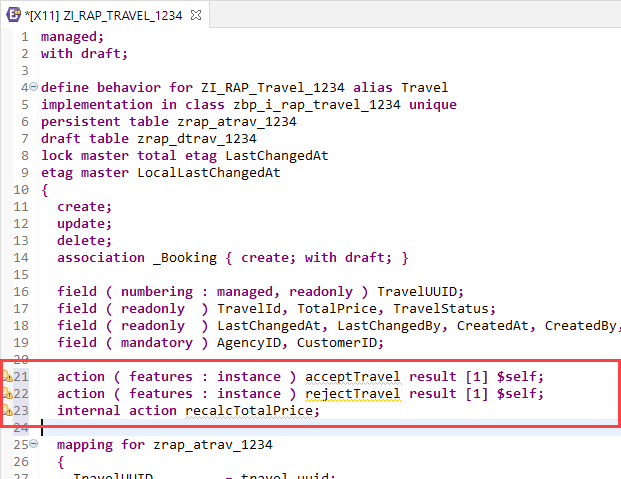 *[X11] ZI_RAP_TRAVEL_1234
1 managed;
2 with draft;
3
4 define behavior for ZI_RAP_Travel_1234 alias Travel
5 implementation in class zbp_i_rap_travel_1234 unique
6 persistent table zrap_atrav_1234
7 draft table zrap_dtrav_1234
8 lock master total etag LastChangedAt
9 etag master LocalLastChangedAt
10 {
11 create;
12 update;
13 delete;
14 association _Booking { create; with draft; }
15
16 field ( numbering : managed, readonly ) TravelUUID;
17 field ( readonly  ) TravelId, TotalPrice, TravelStatus;
18 field ( readonly  ) LastChangedAt, LastChangedBy, CreatedAt, CreatedBy,
19 field ( mandatory ) AgencyID, CustomerID;
20
21 action ( features : instance ) acceptTravel result [1] $self;
22 action ( features : instance ) rejectTravel result [1] $self;
23 internal action recalcTotalPrice;
24
25 mapping for zrap_atrav_1234
26 {
27 TravelUUID = travel_uuid;